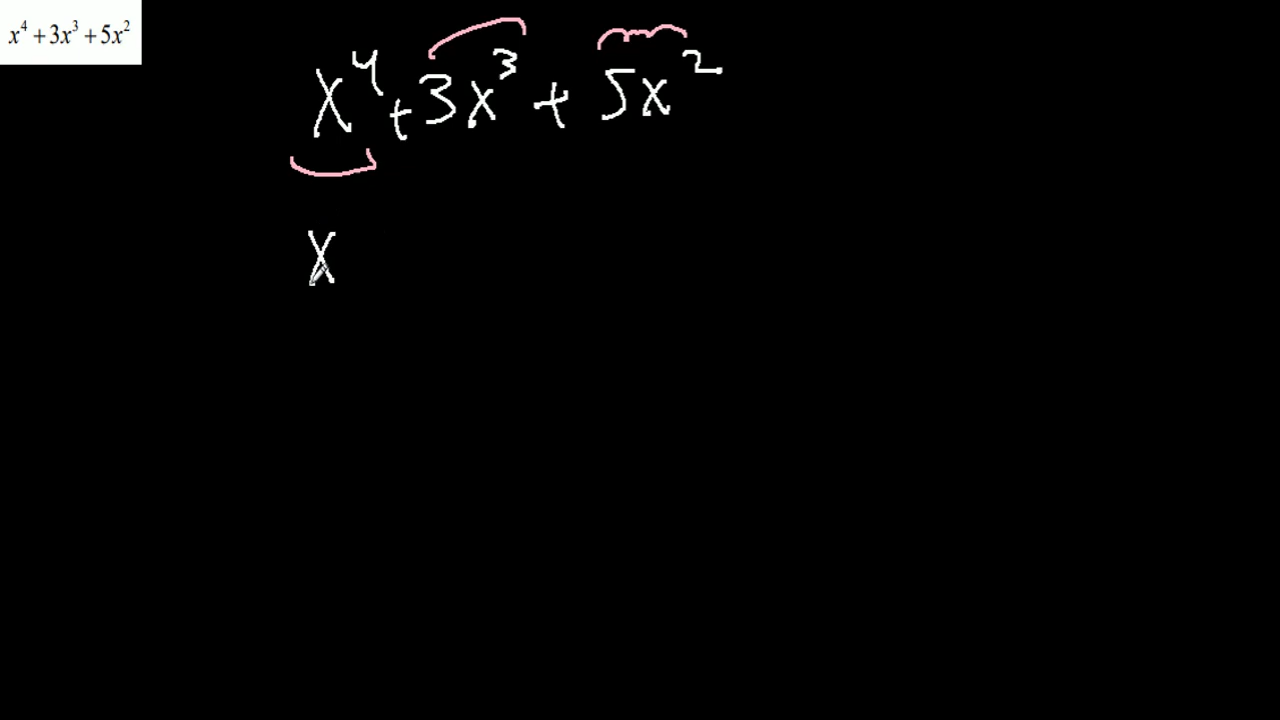 x⁴ + 3x³ + 5x²
x⁴ + 3x³ + 5x²
x